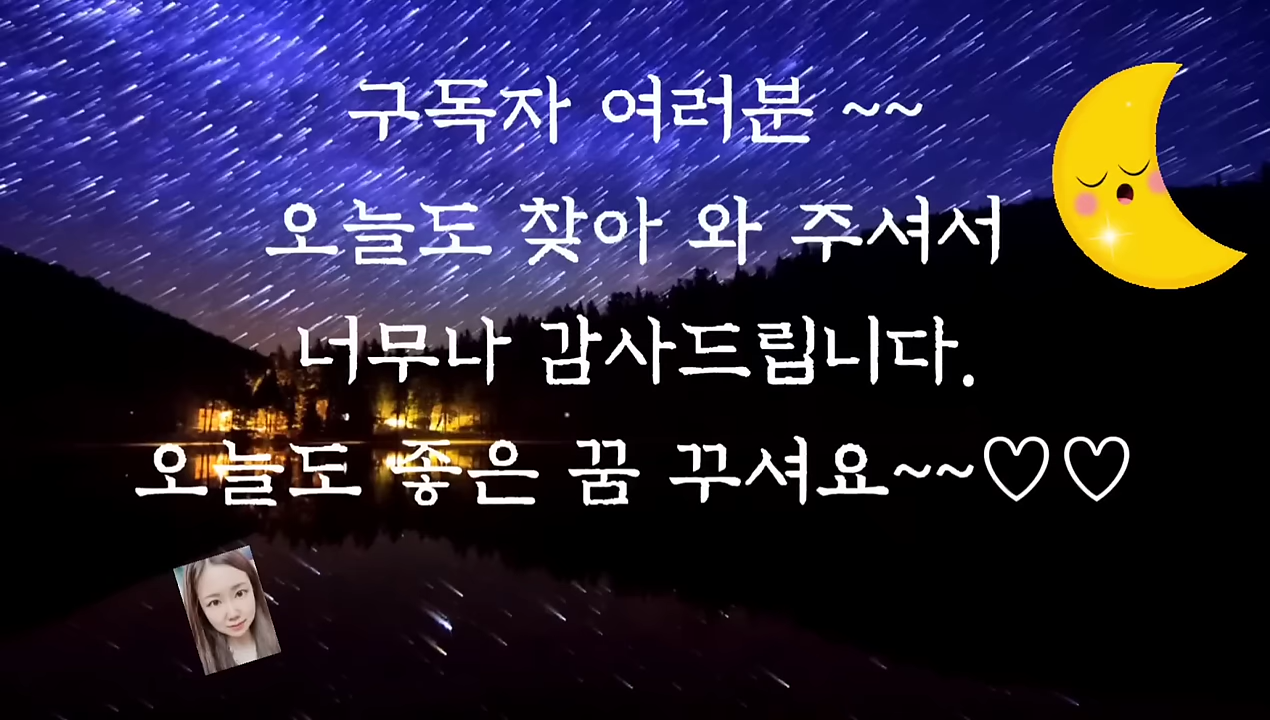 구독자 여러분 ~~
오늘도 찾아 와 주셔서
너무나 감사드립니다.
오늘도 좋은 꿈 꾸셔요~~♡♡